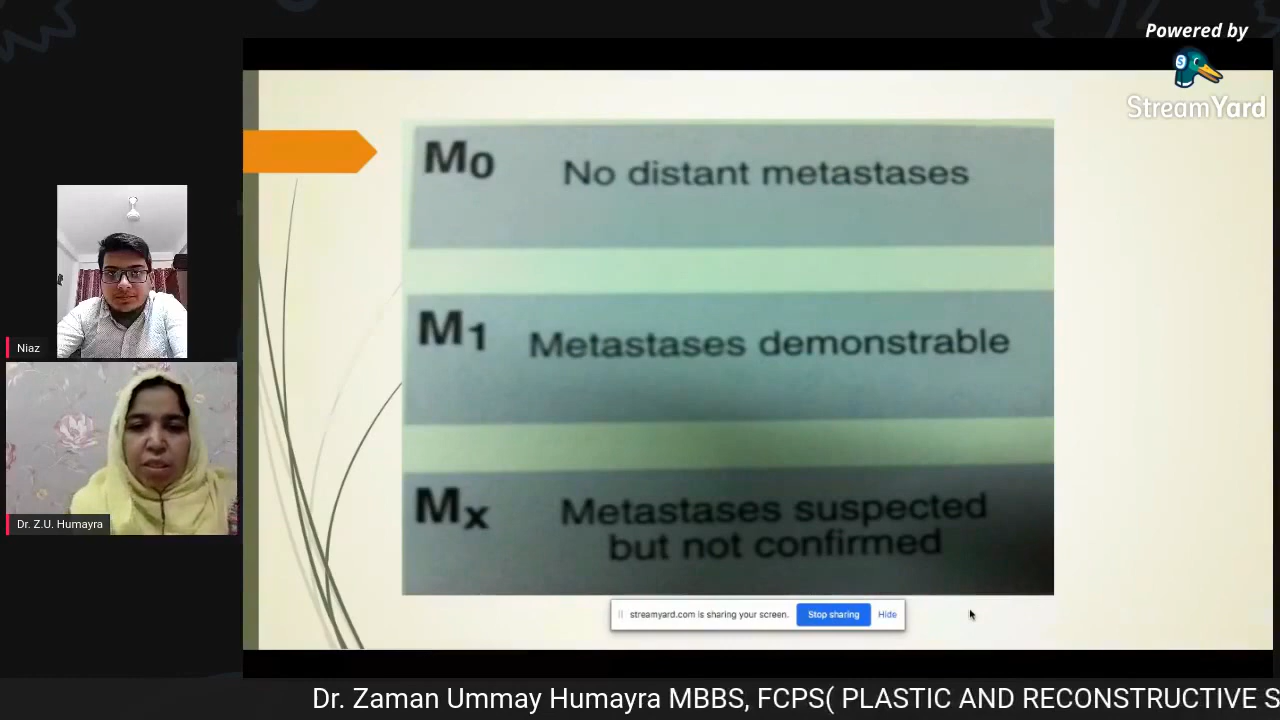 Powered by
StreamYard
M0
No distant metastases
M1
Metastases demonstrable
Mx
Metastases suspected
but not confirmed
Niaz
Dr. Z.U. Humayra
streamyard.com is sharing your screen.
Stop sharing
Hide
Dr. Zaman Ummay Humayra MBBS, FCPS( PLASTIC AND RECONSTRUCTIVE S